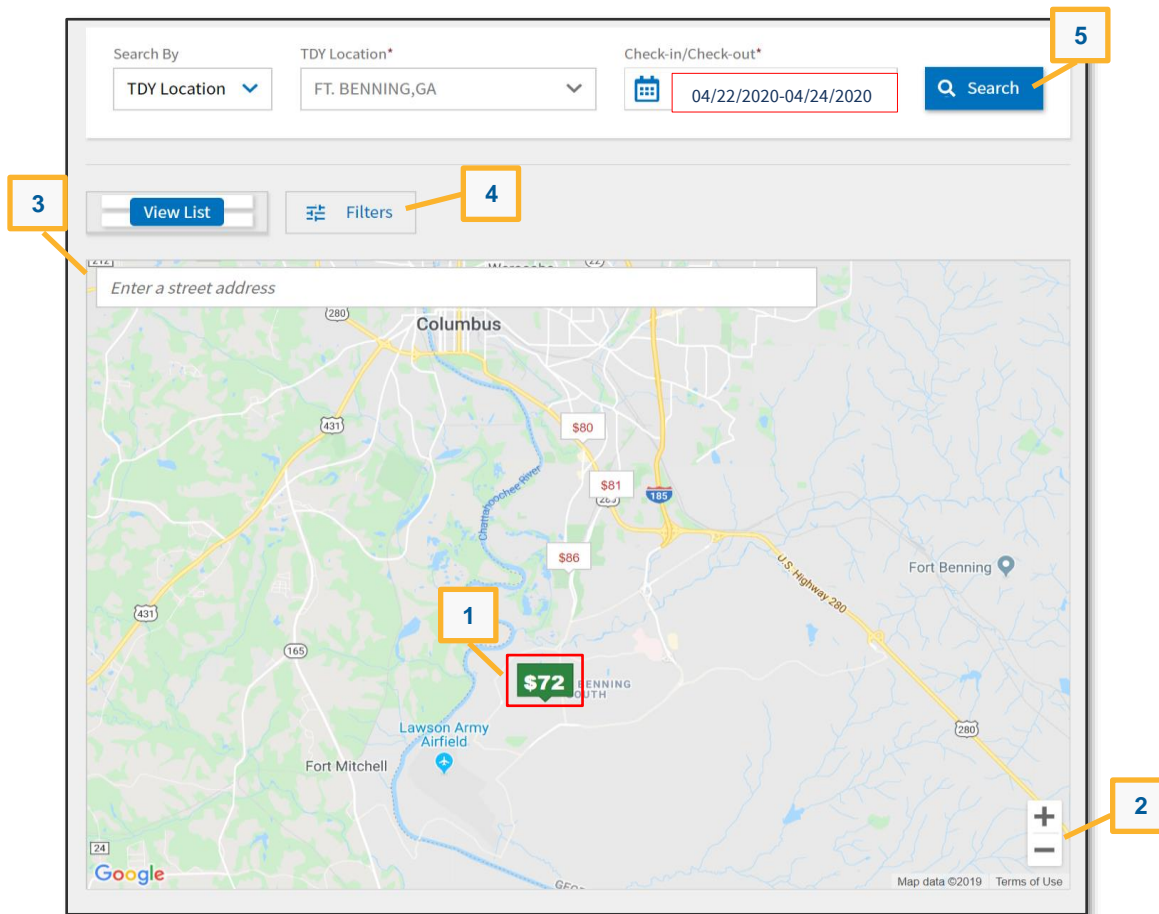 5
Search By
TDY Location*
Check-in/Check-out*
TDY Location
FT. BENNING,GA
04/22/2020-04/24/2020
Search
3
4
View List
Filters
212
22
Enter a street address
280
Columbus
431
$80
$81
185
Chattahoochee River
$86
U.S. Highway 280
Fort Benning
431
1
165
$72
BENNING
SOUTH
Lawson Army
Airfield
280
Fort Mitchell
2
+
−
24
Google
Map data ©2019
Terms of Use